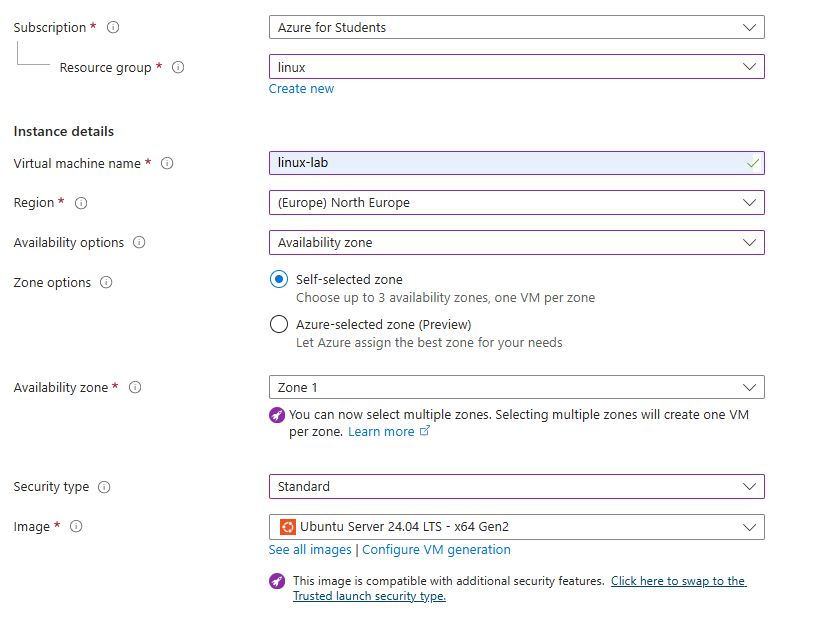 Subscription * Azure for Students
Resource group * linux
Create new
Instance details
Virtual machine name * linux-lab
Region * (Europe) North Europe
Availability options Availability zone
Zone options Self-selected zone
Choose up to 3 availability zones, one VM per zone
Azure-selected zone (Preview)
Let Azure assign the best zone for your needs
Availability zone * Zone 1
You can now select multiple zones. Selecting multiple zones will create one VM
per zone. Learn more
Security type Standard
Image * Ubuntu Server 24.04 LTS - x64 Gen2
See all images | Configure VM generation
This image is compatible with additional security features. Click here to swap to the
Trusted launch security type.